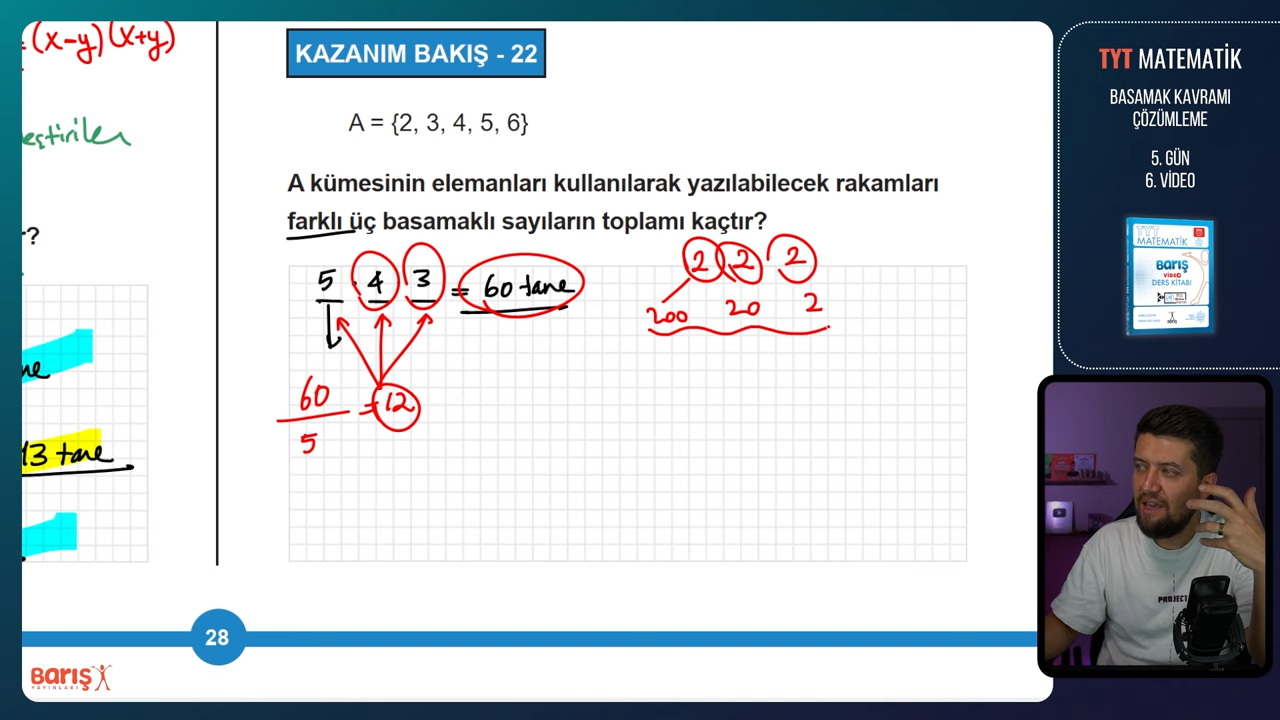 =(x-y)(x+y)
eştirilen
r?
ne
13 tane
KAZANIM BAKIŞ - 22
A = {2, 3, 4, 5, 6}
A kümesinin elemanları kullanılarak yazılabilecek rakamları
farklı üç basamaklı sayıların toplamı kaçtır?
5 · 4 3 = 60 tane
2 2 2
200 20 2
60
5
= 12
28
BARIŞ
YAYINLARI
TYT MATEMATİK
BASAMAK KAVRAMI
ÇÖZÜMLEME
5. GÜN
6. VİDEO
TYT
MATEMATİK
BARIŞ
VİDEO
DERS KİTABI
PROJECT